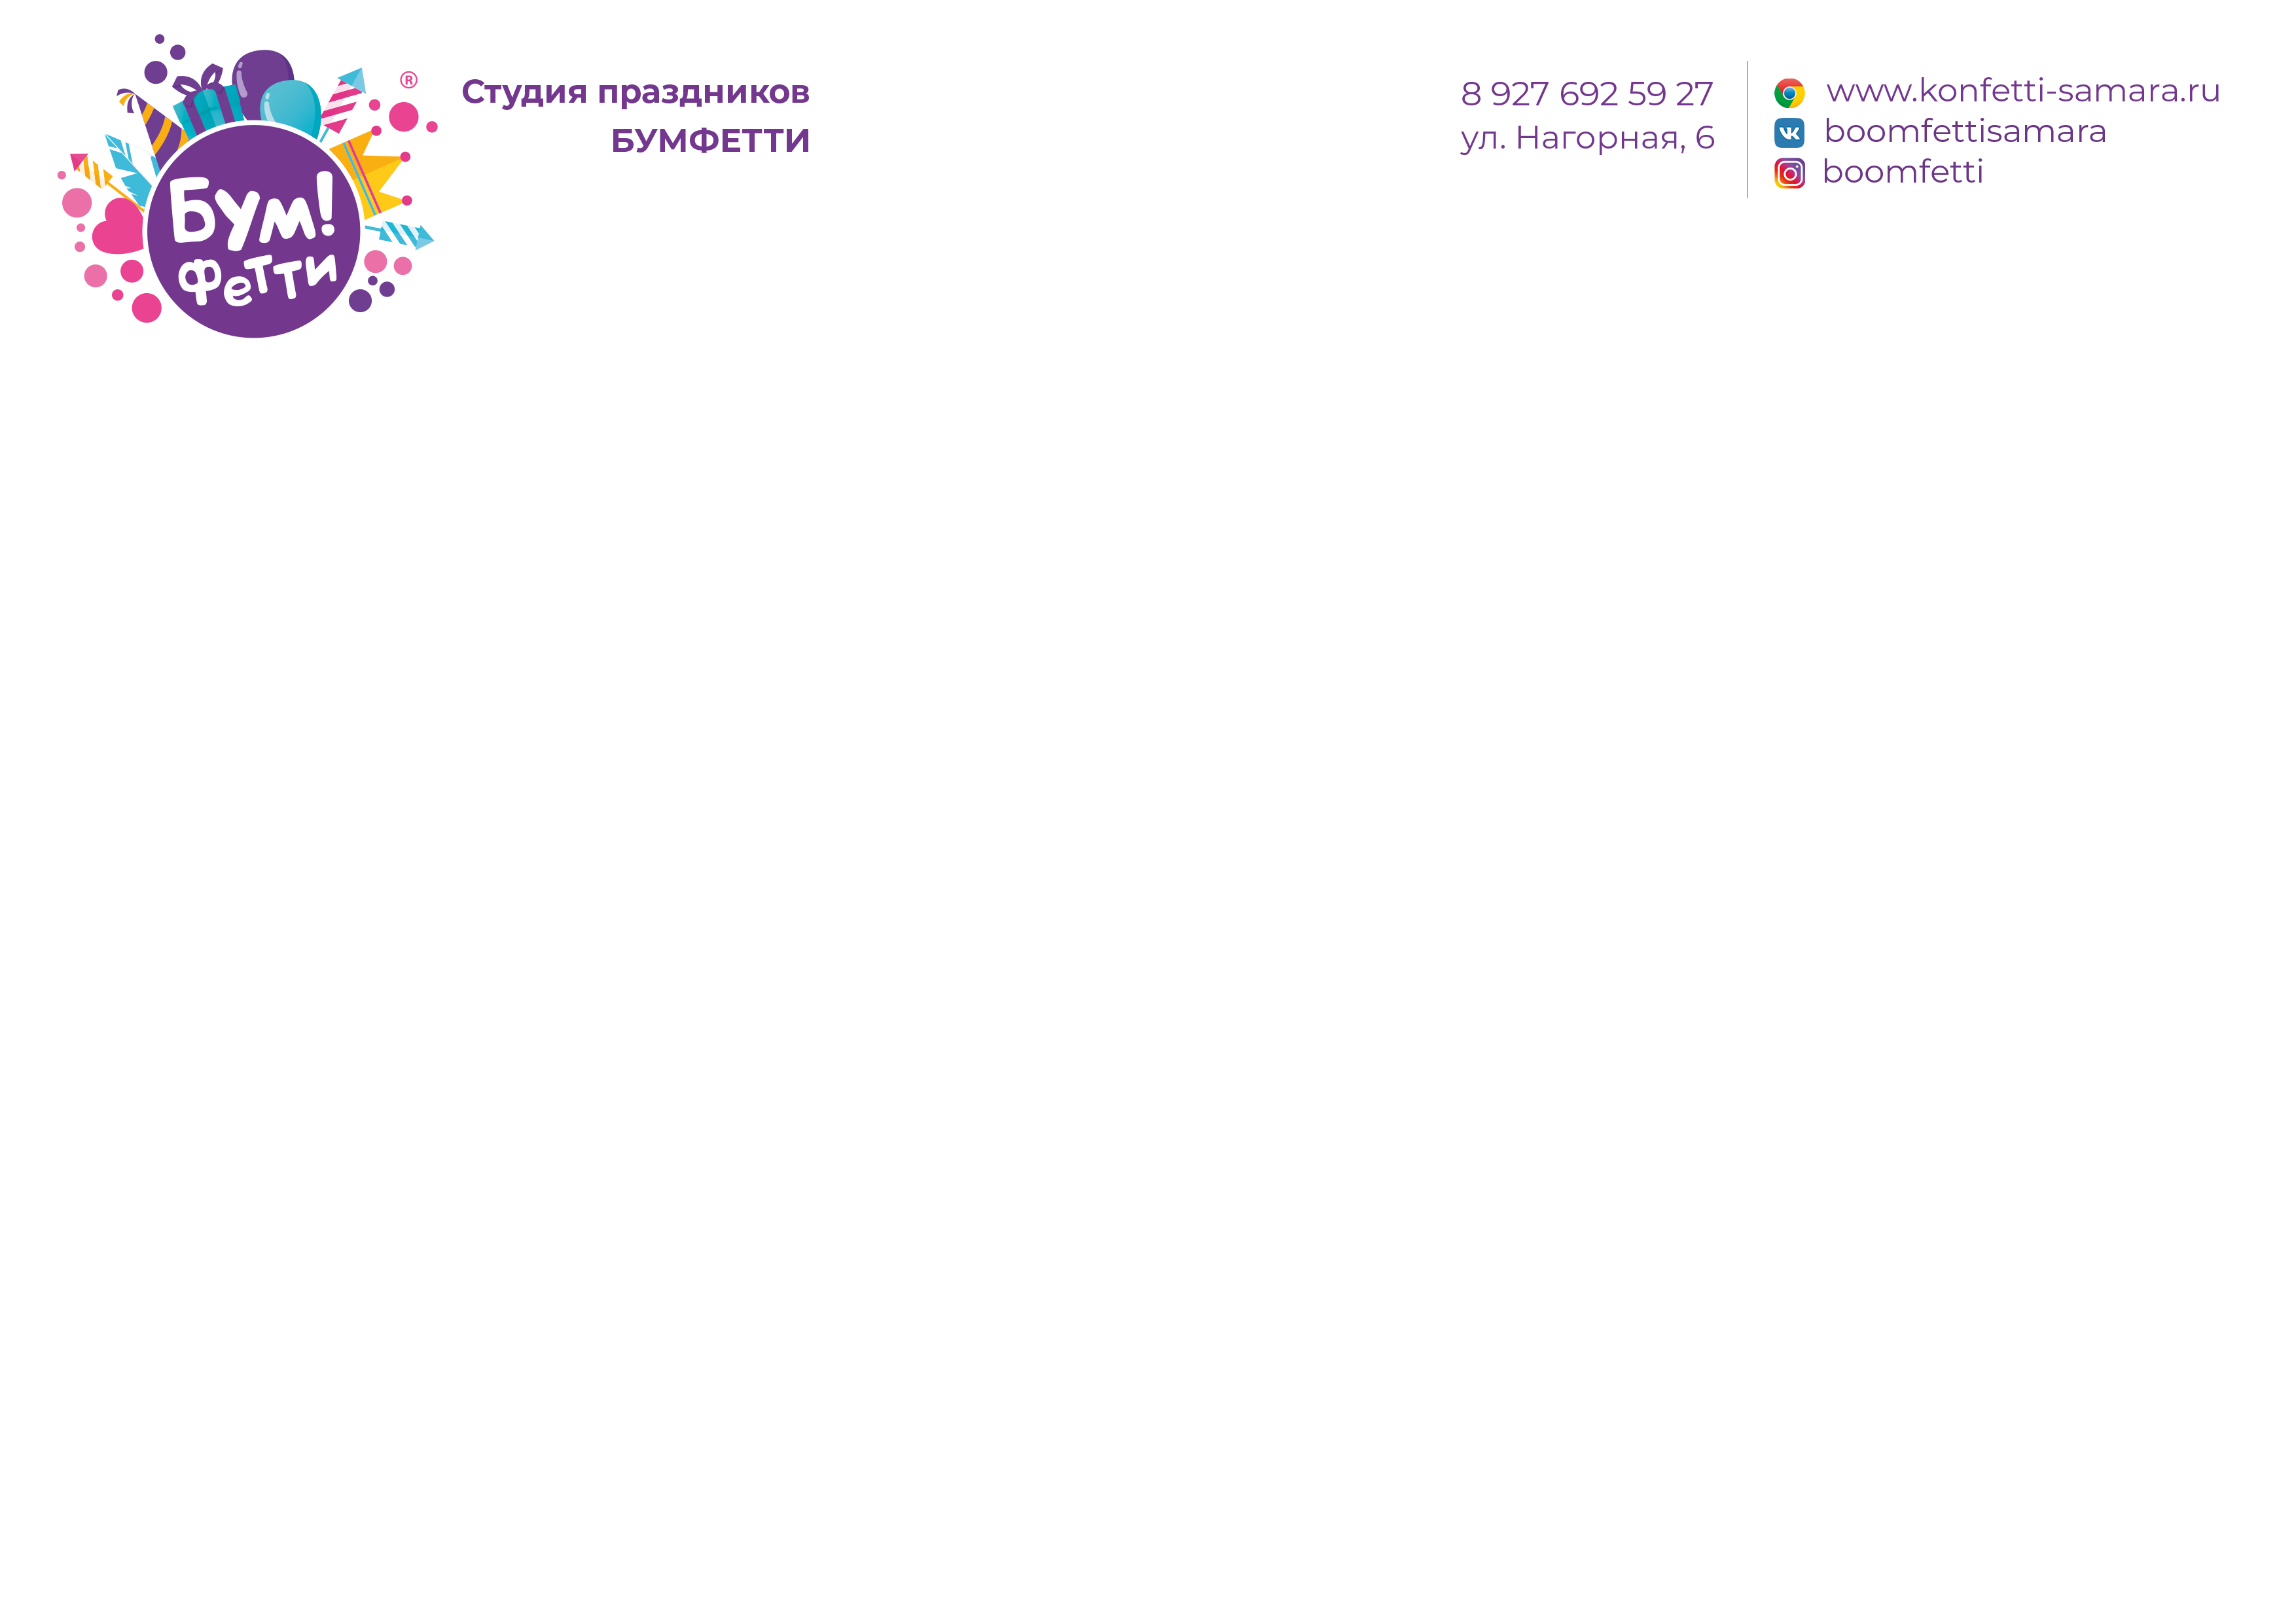 Бум!
фетти
®
Студия праздников
БУМФЕТТИ
8 927 692 59 27
ул. Нагорная, 6
www.konfetti-samara.ru
boomfettisamara
boomfetti